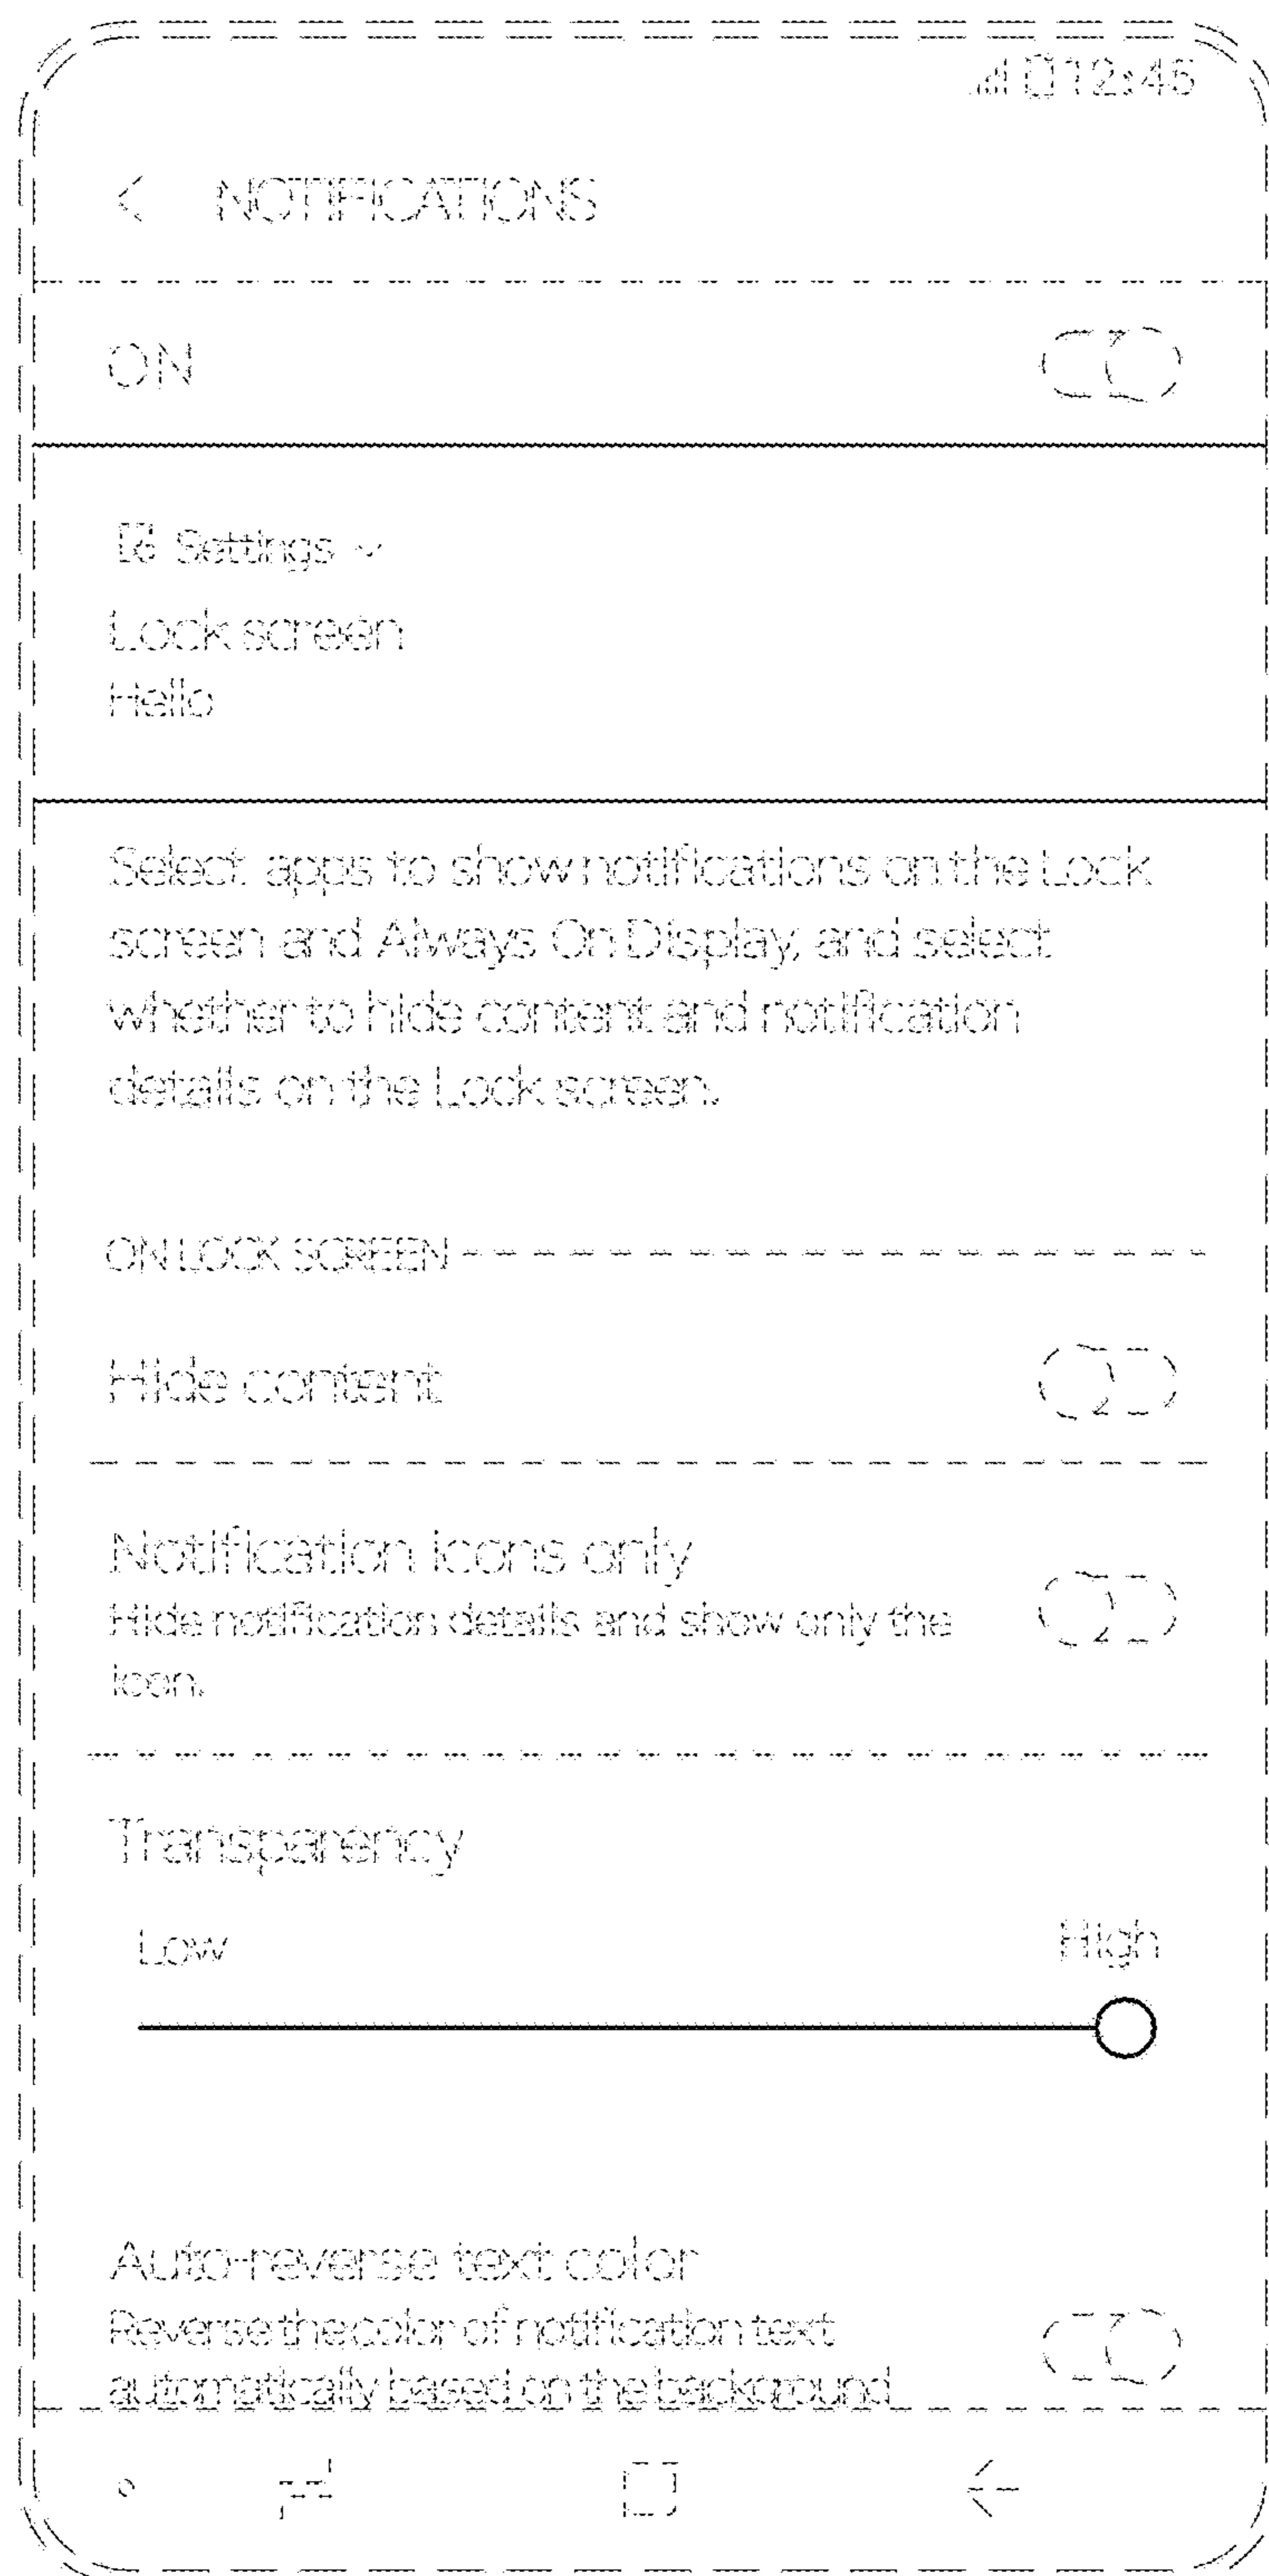 12:45
NOTIFICATIONS
ON
Settings
Lock screen
Hello
Select apps to show notifications on the Lock
screen and Always On Display, and select
whether to hide content and notification
details on the Lock screen.
ON LOCK SCREEN
Hide content
Notification icons only
Hide notification details and show only the
icon.
Transparency
Low High
Auto-reverse text color
Reverse the color of notification text
automatically based on the background